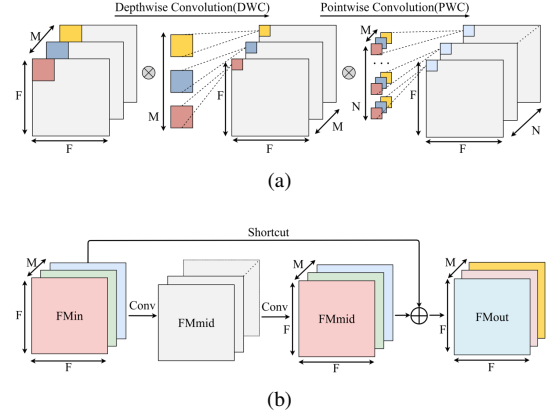 Depthwise Convolution(DWC) Pointwise Convolution(PWC)
M M
F M F N F
F M F M F N
(a)
Shortcut
M M M
F FMin Conv FMmid Conv F FMmid F FMout
F F F
(b)